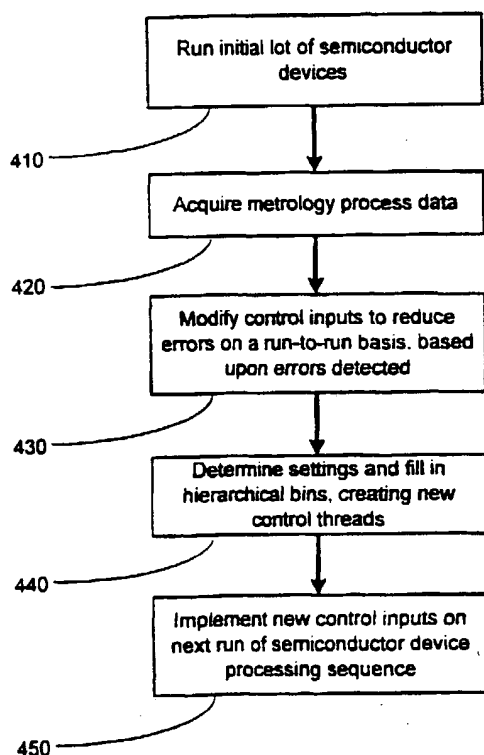 Run initial lot of semiconductor
devices
410
Acquire metrology process data
420
Modify control inputs to reduce
errors on a run-to-run basis, based
upon errors detected
430
Determine settings and fill in
hierarchical bins, creating new
control threads
440
Implement new control inputs on
next run of semiconductor device
processing sequence
450